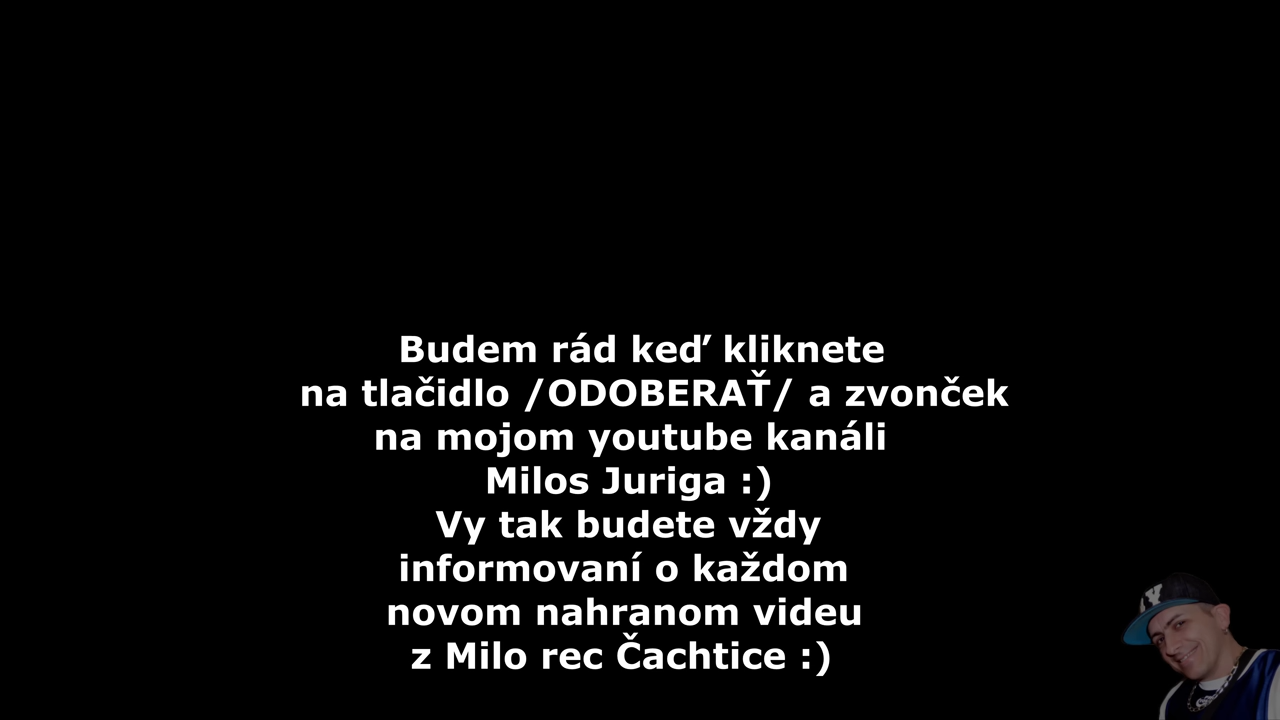 Budem rád keď kliknete
na tlačidlo /ODOBERAŤ/ a zvonček
na mojom youtube kanáli
Milos Juriga :)
Vy tak budete vždy
informovaní o každom
novom nahranom videu
z Milo rec Čachtice :)